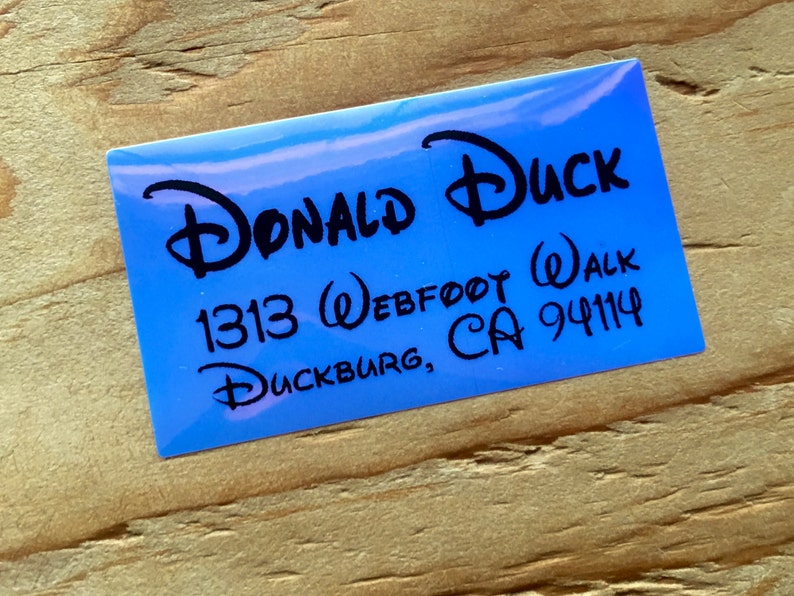 Donald Duck
1313 Webfoot Walk
Duckburg, CA 94114